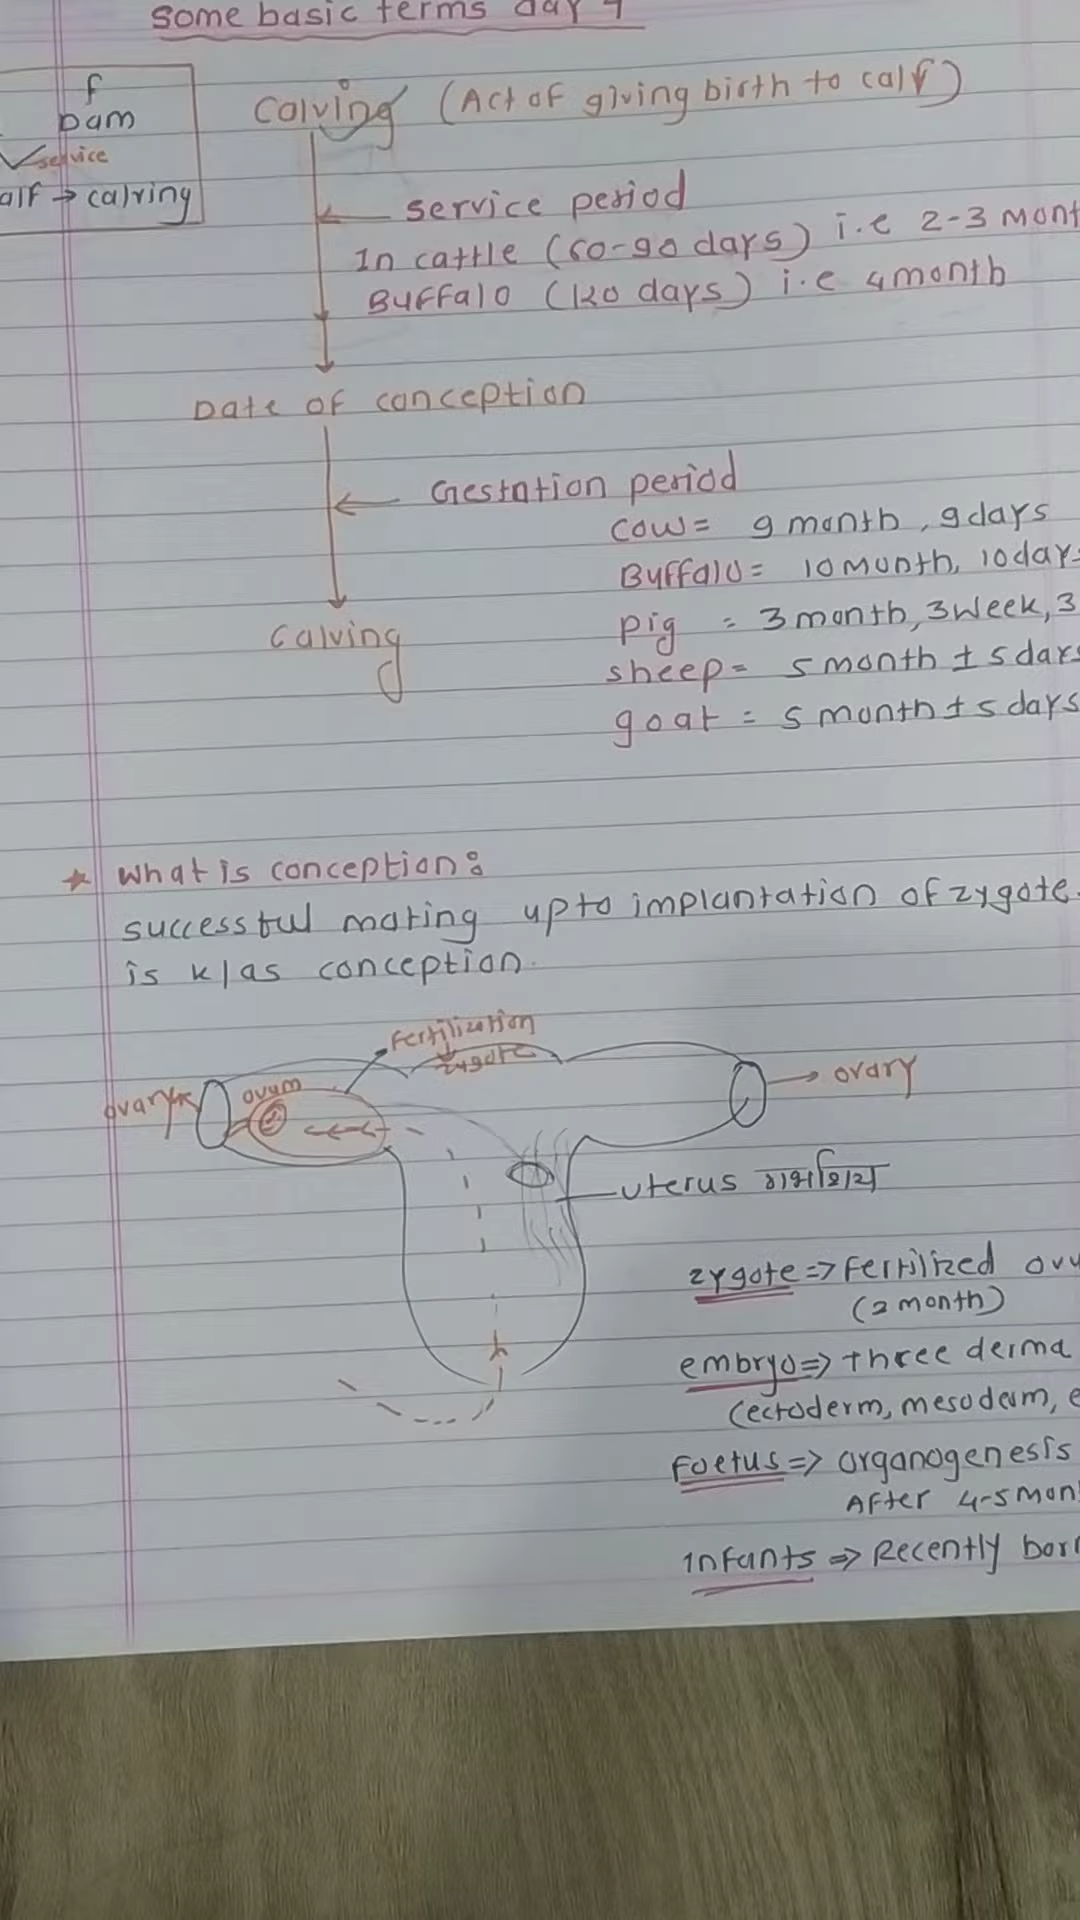 some basic terms day
f
Dam
service
alf → calving
Calving (Act of giving birth to calf)
service period
In cattle (60-90 days) i.e 2-3 mont
Buffalo (120 days) i.e 4 month
Date of conception
Gestation period
cow = 9 month, 9 days
Buffalo = 10 month, 10 day
pig = 3 month, 3 week, 3
sheep = 5 month ± 5 days
goat = 5 month ± 5 days
Calving
★ what is conception:
successful mating upto implantation of zygote
is k/as conception.
Fertilization
zygote
ovary
ovum
ovary
uterus
zygote => Fertilized ovu
(2 month)
embryo => three derma
(ectoderm, mesoderm, e
Foetus => organogenesis
After 4-5 mon
Infants => Recently bor